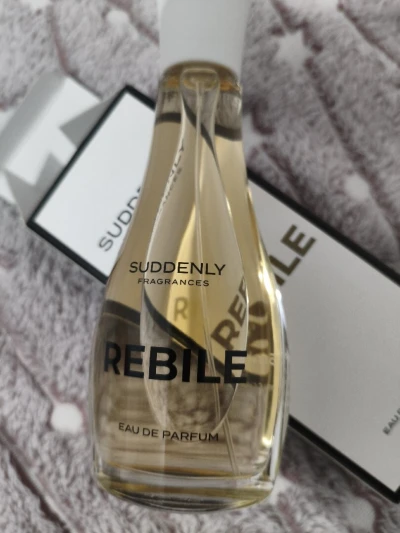 SUDDENLY
FRAGRANCES
R
REBILE
EAU DE PARFUM